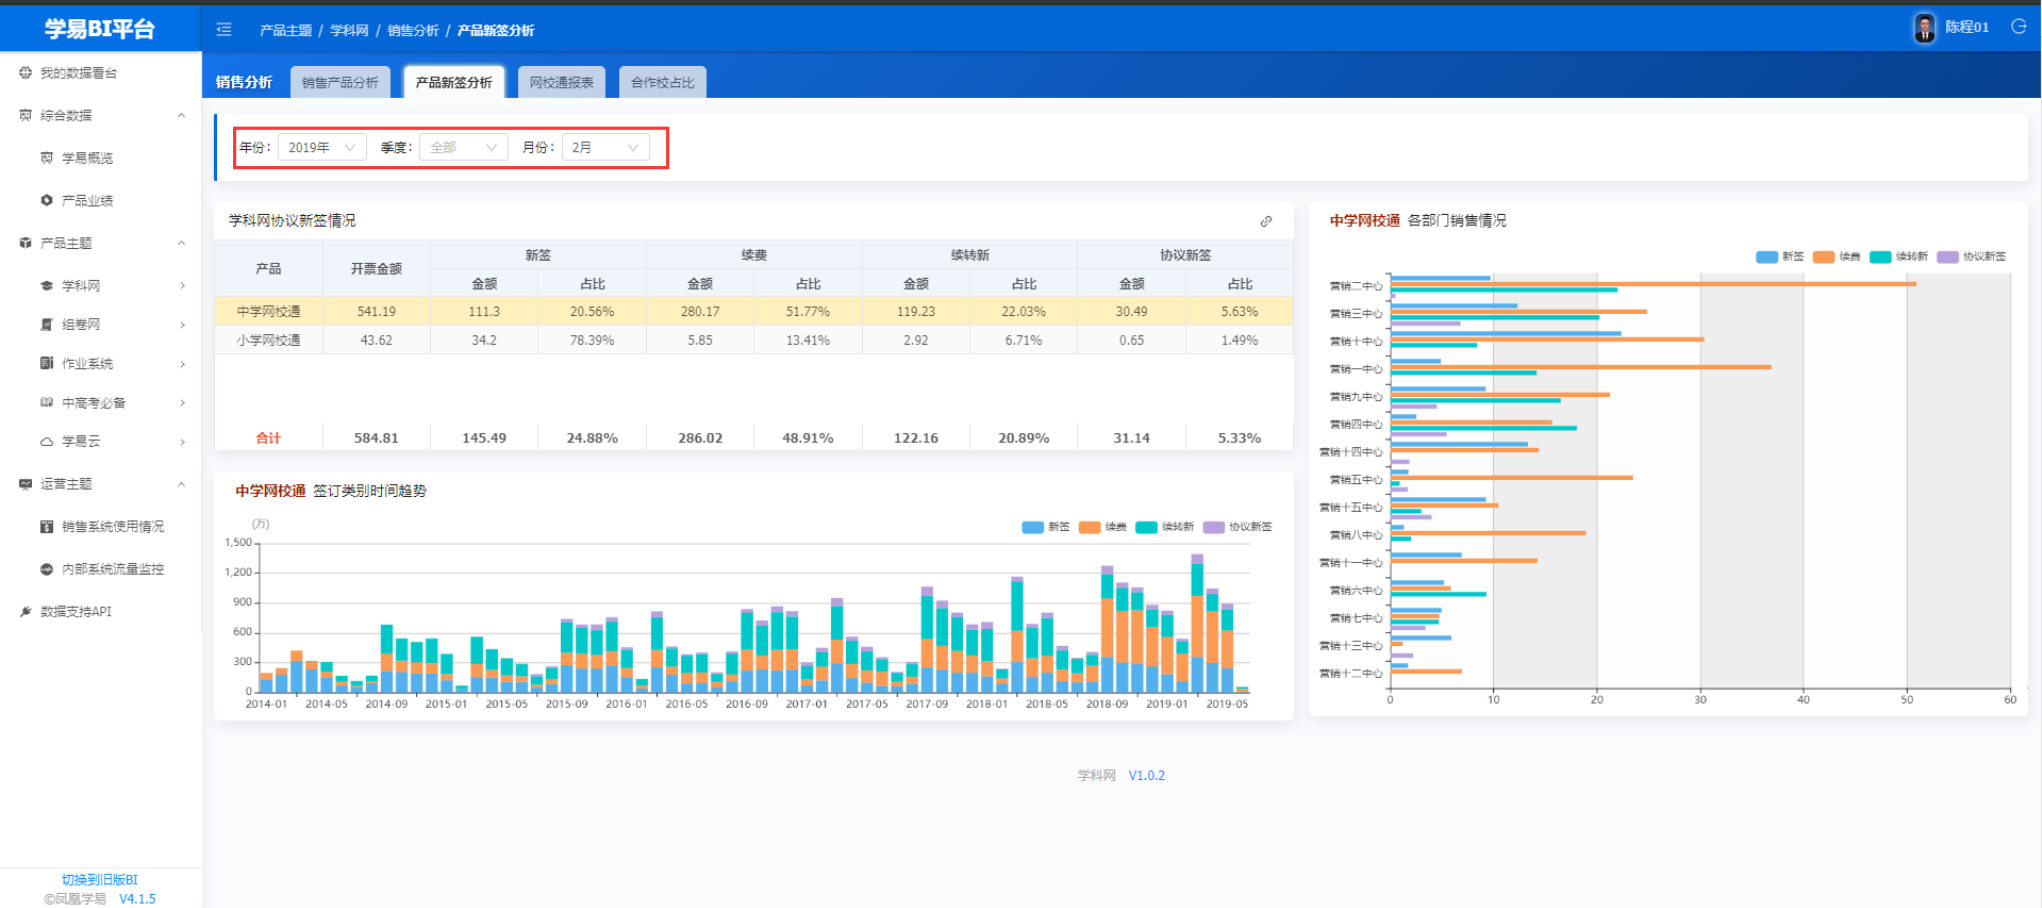 学易BI平台
产品主题 / 学科网 / 销售分析 / 产品新签分析
陈程01
我的数据看台
综合数据
学易概览
产品业绩
产品主题
学科网
组卷网
作业系统
中高考必备
学易云
运营主题
销售系统使用情况
内部系统流量监控
数据支持API
切换到旧版BI
©凤凰学易 V4.1.5
销售分析 销售产品分析 产品新签分析 网校通报表 合作校占比
年份: 2019年 季度: 全部 月份: 2月
学科网协议新签情况
产品 开票金额 新签 续费 续转新 协议新签
金额 占比 金额 占比 金额 占比 金额 占比
中学网校通 541.19 111.3 20.56% 280.17 51.77% 119.23 22.03% 30.49 5.63%
小学网校通 43.62 34.2 78.39% 5.85 13.41% 2.92 6.71% 0.65 1.49%
合计 584.81 145.49 24.88% 286.02 48.91% 122.16 20.89% 31.14 5.33%
中学网校通 签订类别时间趋势
(万)
新签 续费 续转新 协议新签
1,500
1,200
900
600
300
0
2014-01 2014-05 2014-09 2015-01 2015-05 2015-09 2016-01 2016-05 2016-09 2017-01 2017-05 2017-09 2018-01 2018-05 2018-09 2019-01 2019-05
中学网校通 各部门销售情况
新签 续费 续转新 协议新签
营销二中心
营销三中心
营销十中心
营销一中心
营销九中心
营销四中心
营销十四中心
营销五中心
营销十五中心
营销八中心
营销十一中心
营销六中心
营销七中心
营销十三中心
营销十二中心
0 10 20 30 40 50 60
学科网 V1.0.2